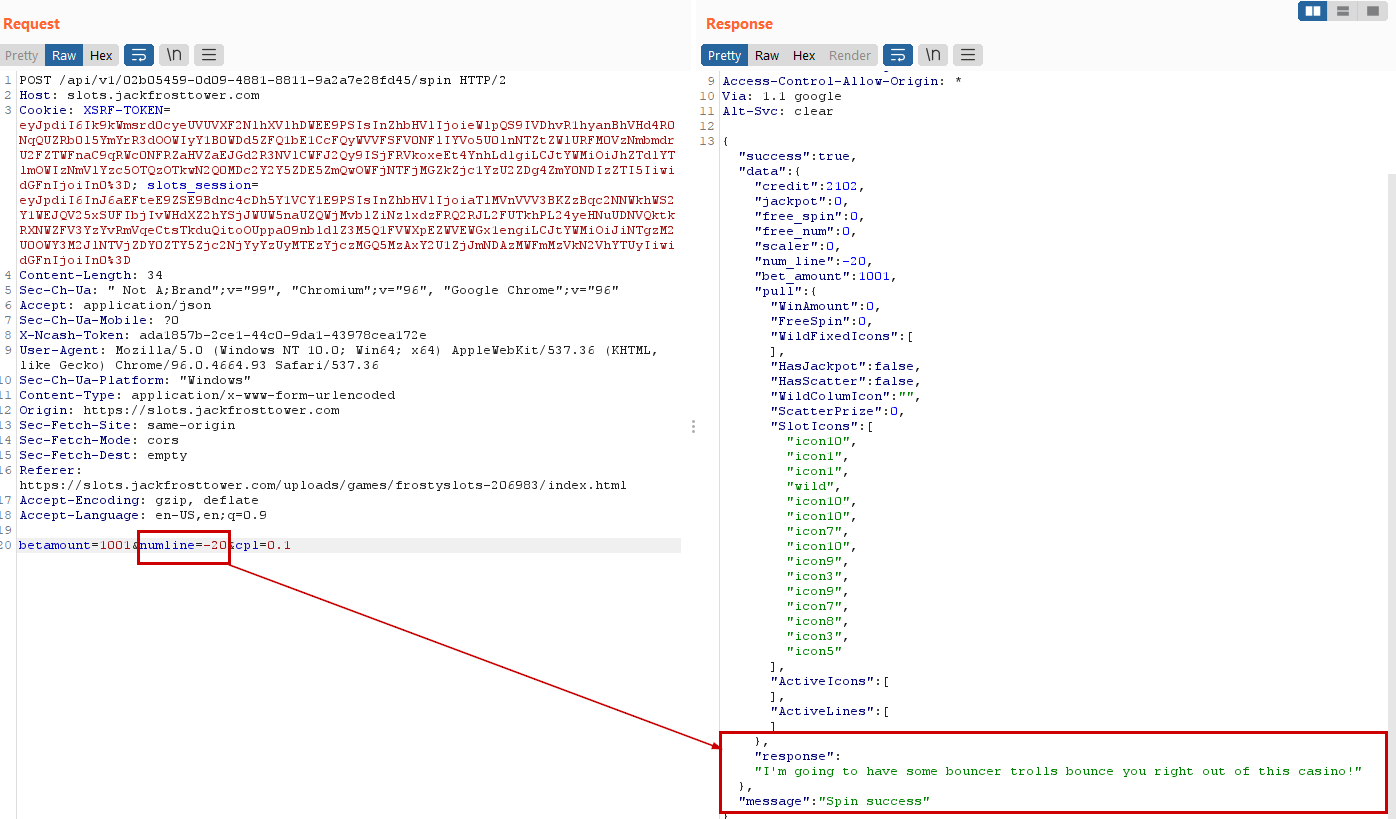 Request
Pretty Raw Hex \n
1 POST /api/v1/02b05459-0d09-4881-8811-9a2a7e28fd45/spin HTTP/2
2 Host: slots.jackfrosttower.com
3 Cookie: XSRF-TOKEN=
slots_session=
4 Content-Length: 34
5 Sec-Ch-Ua: " Not A;Brand";v="99", "Chromium";v="96", "Google Chrome";v="96"
6 Accept: application/json
7 Sec-Ch-Ua-Mobile: ?0
8 X-Ncash-Token: ada1857b-2ce1-44c0-9da1-43978cea172e
9 User-Agent: Mozilla/5.0 (Windows NT 10.0; Win64; x64) AppleWebKit/537.36 (KHTML,
like Gecko) Chrome/96.0.4664.93 Safari/537.36
10 Sec-Ch-Ua-Platform: "Windows"
11 Content-Type: application/x-www-form-urlencoded
12 Origin: https://slots.jackfrosttower.com
13 Sec-Fetch-Site: same-origin
14 Sec-Fetch-Mode: cors
15 Sec-Fetch-Dest: empty
16 Referer:
https://slots.jackfrosttower.com/uploads/games/frostyslots-206983/index.html
17 Accept-Encoding: gzip, deflate
18 Accept-Language: en-US,en;q=0.9
19
20 betamount=1001&numline=-20&cpl=0.1
Response
Pretty Raw Hex Render \n
9 Access-Control-Allow-Origin: *
10 Via: 1.1 google
11 Alt-Svc: clear
12
13 {
"success":true,
"data":{
"credit":2102,
"jackpot":0,
"free_spin":0,
"free_num":0,
"scaler":0,
"num_line":-20,
"bet_amount":1001,
"pull":{
"WinAmount":0,
"FreeSpin":0,
"WildFixedIcons":[
],
"HasJackpot":false,
"HasScatter":false,
"WildColumIcon":"",
"ScatterPrize":0,
"SlotIcons":[
"icon10",
"icon1",
"icon1",
"wild",
"icon10",
"icon10",
"icon7",
"icon10",
"icon9",
"icon3",
"icon9",
"icon7",
"icon8",
"icon3",
"icon5"
],
"ActiveIcons":[
],
"ActiveLines":[
]
},
"response":
"I'm going to have some bouncer trolls bounce you right out of this casino!"
},
"message":"Spin success"
}